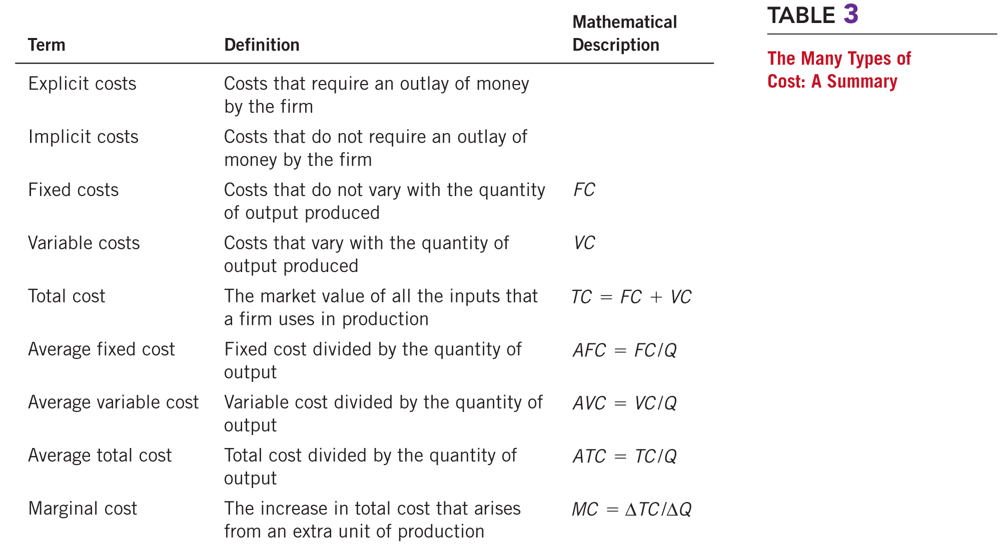 Term Definition Mathematical
Description
Explicit costs Costs that require an outlay of money
by the firm
Implicit costs Costs that do not require an outlay of
money by the firm
Fixed costs Costs that do not vary with the quantity FC
of output produced
Variable costs Costs that vary with the quantity of VC
output produced
Total cost The market value of all the inputs that TC = FC + VC
a firm uses in production
Average fixed cost Fixed cost divided by the quantity of AFC = FC/Q
output
Average variable cost Variable cost divided by the quantity of AVC = VC/Q
output
Average total cost Total cost divided by the quantity of ATC = TC/Q
output
Marginal cost The increase in total cost that arises MC = ΔTC/ΔQ
from an extra unit of production
TABLE 3
The Many Types of
Cost: A Summary